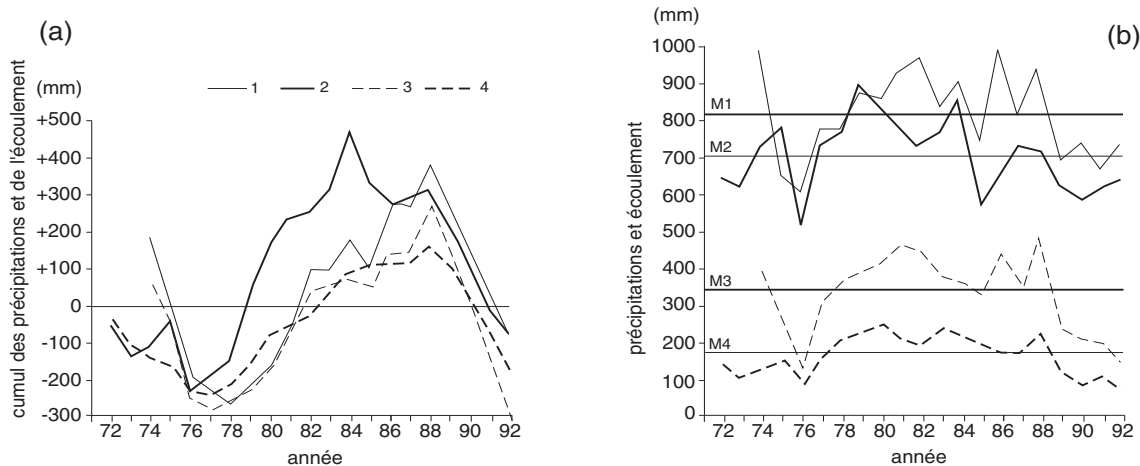 (a)
(mm)
1 2 3 4
cumul des précipitations et de l'écoulement
+500
+400
+300
+200
+100
0
-100
-200
-300
72 74 76 78 80 82 84 86 88 90 92
année
(mm)
(b)
précipitations et écoulement
1000
900
800
700
600
500
400
300
200
100
0
M1
M2
M3
M4
72 74 76 78 80 82 84 86 88 90 92
année